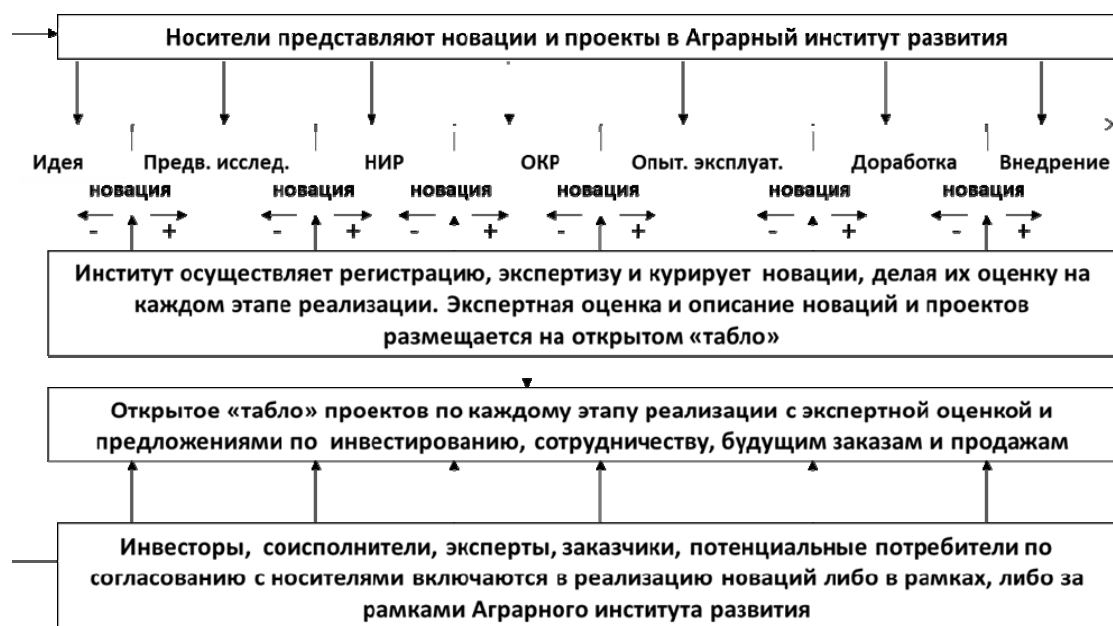 Носители представляют новации и проекты в Аграрный институт развития
Идея Предв. исслед. НИР ОКР Опыт. эксплуат. Доработка Внедрение
новация новация новация новация новация новация
- + - + - + - + - + - +
Институт осуществляет регистрацию, экспертизу и курирует новации, делая их оценку на
каждом этапе реализации. Экспертная оценка и описание новаций и проектов
размещается на открытом «табло»
Открытое «табло» проектов по каждому этапу реализации с экспертной оценкой и
предложениями по инвестированию, сотрудничеству, будущим заказам и продажам
Инвесторы, соисполнители, эксперты, заказчики, потенциальные потребители по
согласованию с носителями включаются в реализацию новаций либо в рамках, либо за
рамками Аграрного института развития